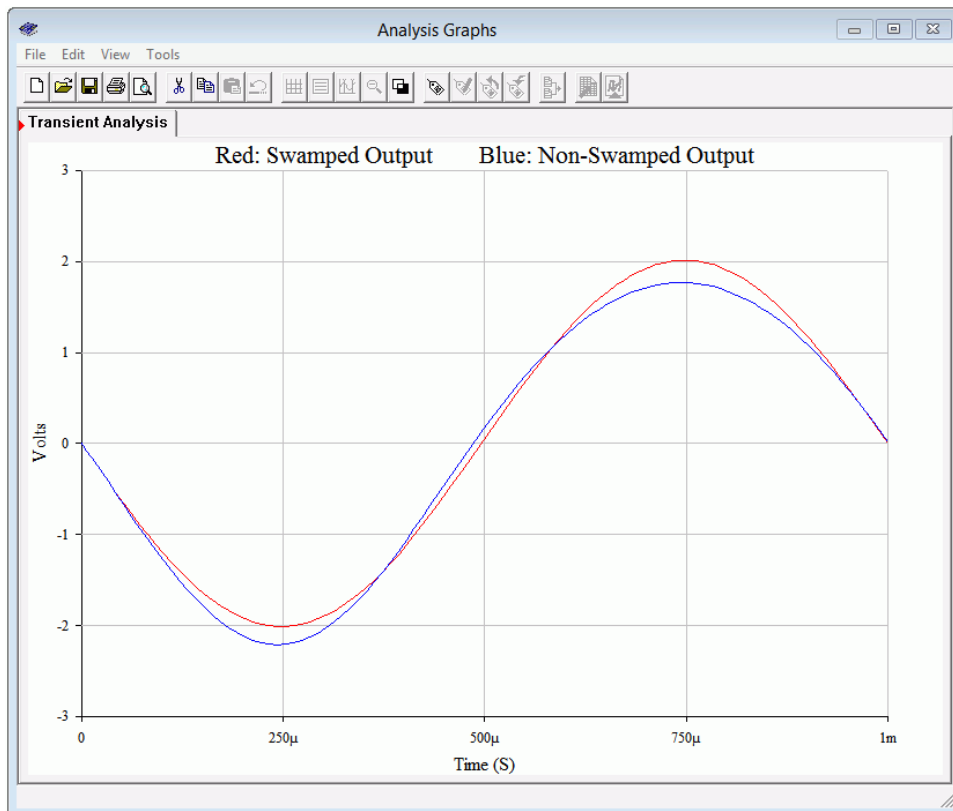 Analysis Graphs
File Edit View Tools
Transient Analysis
Red: Swamped Output Blue: Non-Swamped Output
3
2
1
0
-1
-2
-3
Volts
0 250µ 500µ 750µ 1m
Time (S)